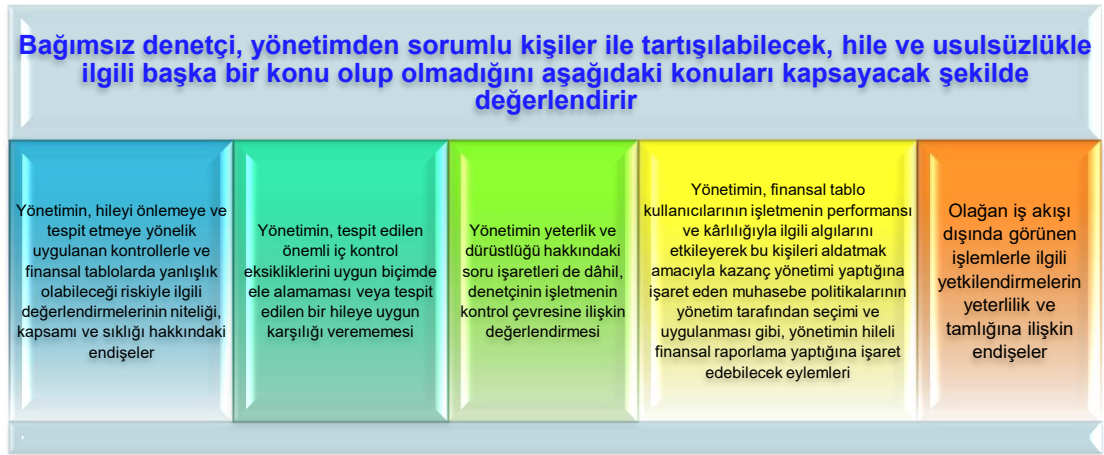 Bağımsız denetçi, yönetimden sorumlu kişiler ile tartışılabilecek, hile ve usulsüzlükle
ilgili başka bir konu olup olmadığını aşağıdaki konuları kapsayacak şekilde
değerlendirir
Yönetimin, hileyi önlemeye ve
tespit etmeye yönelik
uygulanan kontrollerle ve
finansal tablolarda yanlışlık
olabileceği riskiyle ilgili
değerlendirmelerinin niteliği,
kapsamı ve sıklığı hakkındaki
endişeler
Yönetimin, tespit edilen
önemli iç kontrol
eksikliklerini uygun biçimde
ele alamaması veya tespit
edilen bir hileye uygun
karşılığı verememesi
Yönetimin yeterlik ve
dürüstlüğü hakkındaki
soru işaretleri de dâhil,
denetçinin işletmenin
kontrol çevresine ilişkin
değerlendirmesi
Yönetimin, finansal tablo
kullanıcılarının işletmenin performansı
ve kârlılığıyla ilgili algılarını
etkileyerek bu kişileri aldatmak
amacıyla kazanç yönetimi yaptığına
işaret eden muhasebe politikalarının
yönetim tarafından seçimi ve
uygulanması gibi, yönetimin hileli
finansal raporlama yaptığına işaret
edebilecek eylemleri
Olağan iş akışı
dışında görünen
işlemlerle ilgili
yetkilendirmelerin
yeterlilik ve
tamlığına ilişkin
endişeler